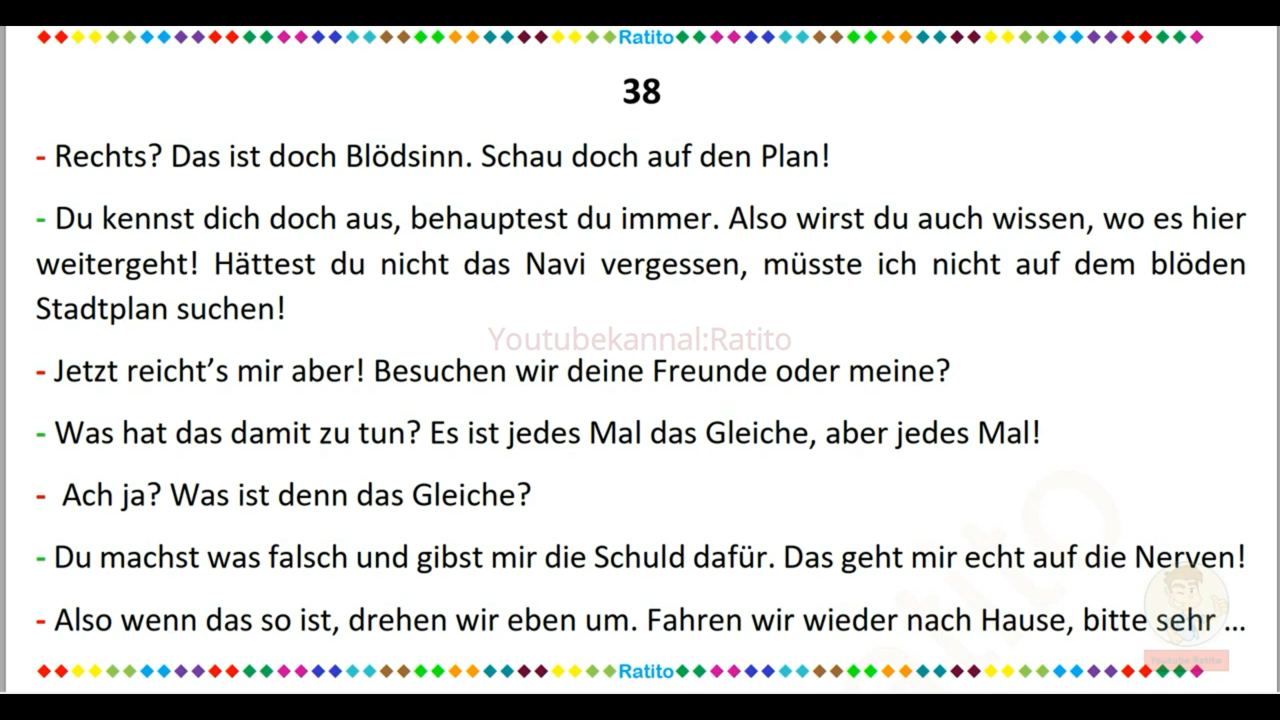 Ratito
38
- Rechts? Das ist doch Blödsinn. Schau doch auf den Plan!
- Du kennst dich doch aus, behauptest du immer. Also wirst du auch wissen, wo es hier
weitergeht! Hättest du nicht das Navi vergessen, müsste ich nicht auf dem blöden
Stadtplan suchen!
Youtubekannal:Ratito
- Jetzt reicht’s mir aber! Besuchen wir deine Freunde oder meine?
- Was hat das damit zu tun? Es ist jedes Mal das Gleiche, aber jedes Mal!
- Ach ja? Was ist denn das Gleiche?
- Du machst was falsch und gibst mir die Schuld dafür. Das geht mir echt auf die Nerven!
- Also wenn das so ist, drehen wir eben um. Fahren wir wieder nach Hause, bitte sehr ...
Youtube Ratito
Ratito